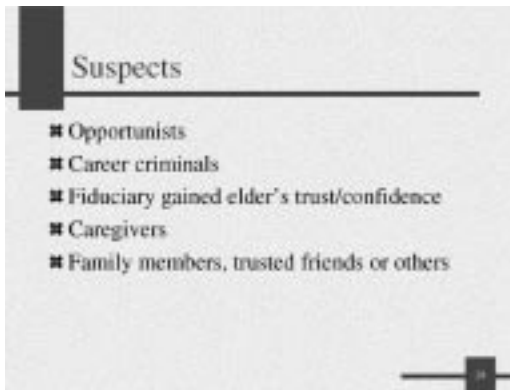 Suspects
Opportunists
Career criminals
Fiduciary gained elder's trust/confidence
Caregivers
Family members, trusted friends or others